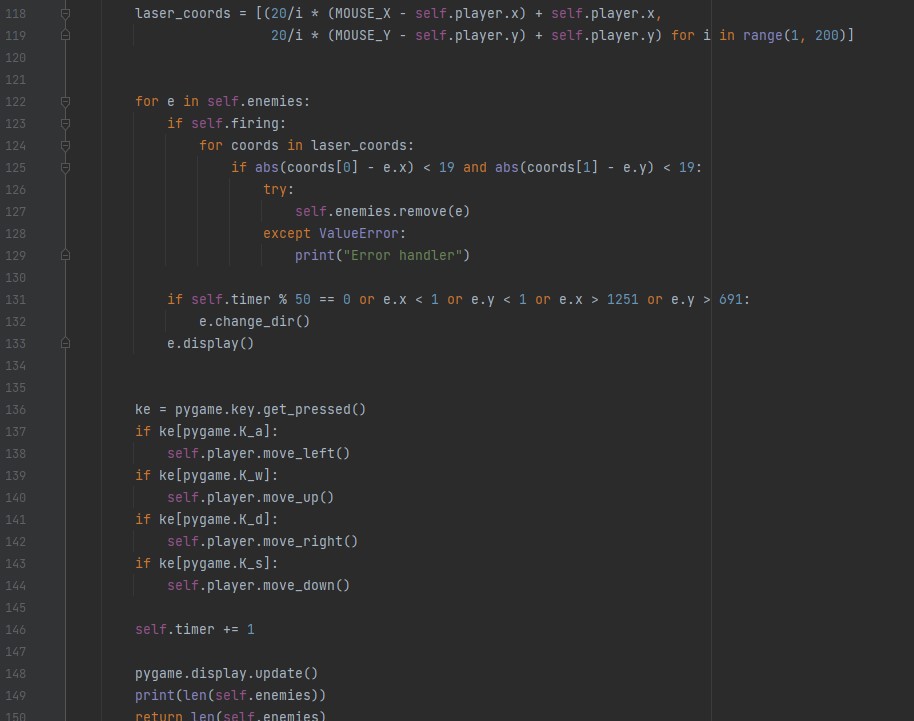 118 laser_coords = [(20/i * (MOUSE_X - self.player.x) + self.player.x,
119 20/i * (MOUSE_Y - self.player.y) + self.player.y) for i in range(1, 200)]
120
121
122 for e in self.enemies:
123 if self.firing:
124 for coords in laser_coords:
125 if abs(coords[0] - e.x) < 19 and abs(coords[1] - e.y) < 19:
126 try:
127 self.enemies.remove(e)
128 except ValueError:
129 print("Error handler")
130
131 if self.timer % 50 == 0 or e.x < 1 or e.y < 1 or e.x > 1251 or e.y > 691:
132 e.change_dir()
133 e.display()
134
135
136 ke = pygame.key.get_pressed()
137 if ke[pygame.K_a]:
138 self.player.move_left()
139 if ke[pygame.K_w]:
140 self.player.move_up()
141 if ke[pygame.K_d]:
142 self.player.move_right()
143 if ke[pygame.K_s]:
144 self.player.move_down()
145
146 self.timer += 1
147
148 pygame.display.update()
149 print(len(self.enemies))
150 return len(self.enemies)